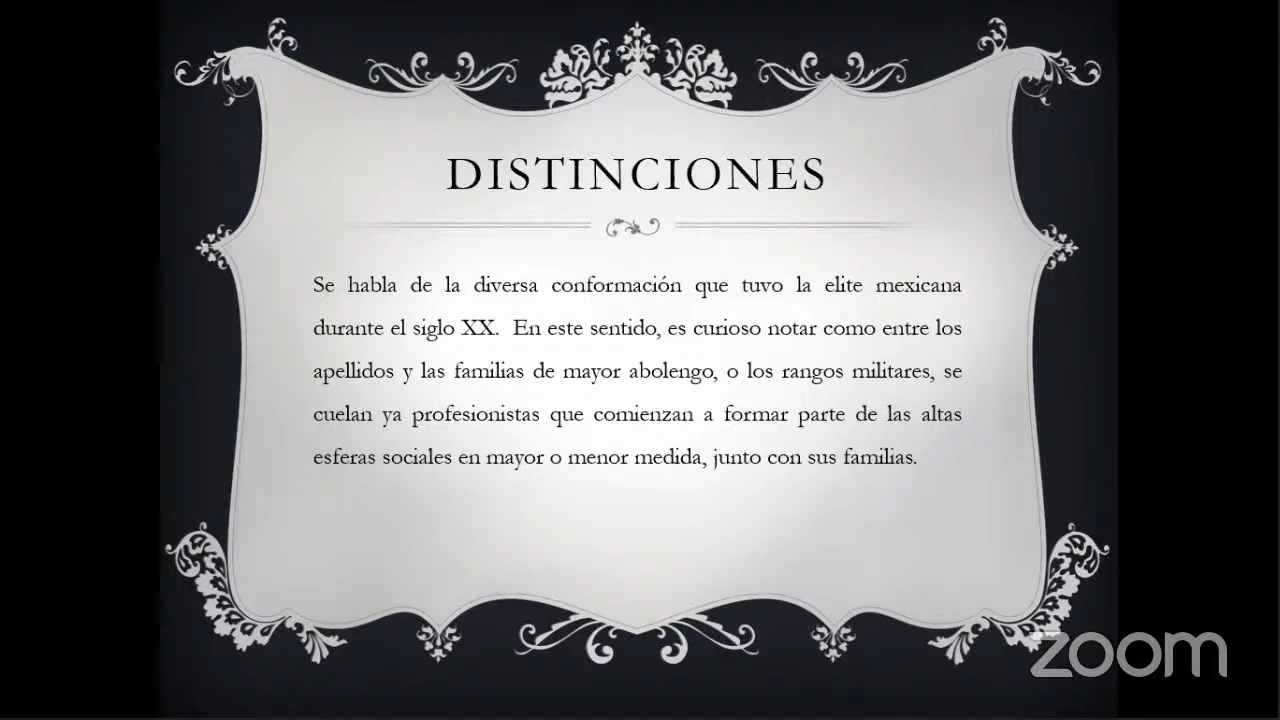 DISTINCIONES
Se habla de la diversa conformación que tuvo la elite mexicana
durante el siglo XX.  En este sentido, es curioso notar como entre los
apellidos y las familias de mayor abolengo, o los rangos militares, se
cuelan ya profesionistas que comienzan a formar parte de las altas
esferas sociales en mayor o menor medida, junto con sus familias.
zoom